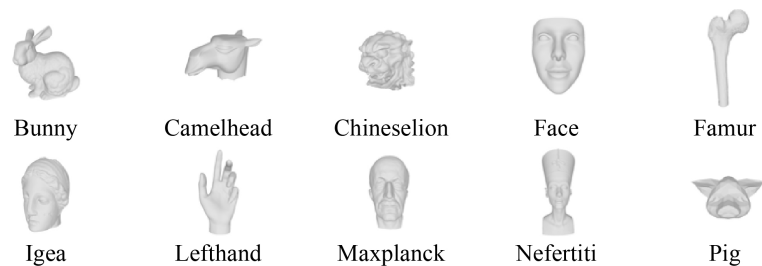 Bunny Camelhead Chineselion Face Famur
Igea Lefthand Maxplanck Nefertiti Pig